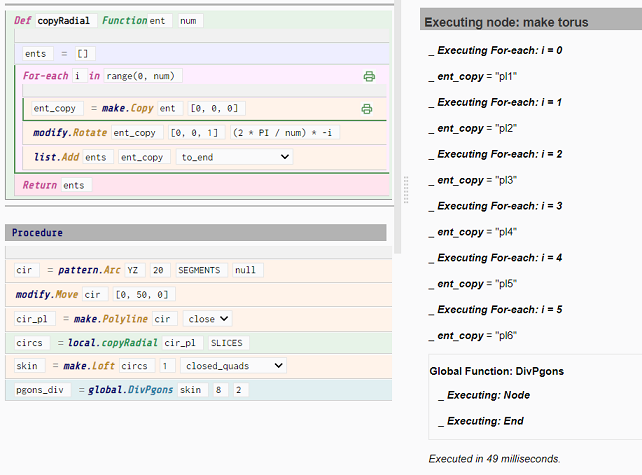 Def copyRadial Function ent num
ents = []
For-each i in range(0, num)
ent_copy = make.Copy ent [0, 0, 0]
modify.Rotate ent_copy [0, 0, 1] (2 * PI / num) * -i
list.Add ents ent_copy to_end
Return ents
Procedure
cir = pattern.Arc YZ 20 SEGMENTS null
modify.Move cir [0, 50, 0]
cir_pl = make.Polyline cir close
circs = local.copyRadial cir_pl SLICES
skin = make.Loft circs 1 closed_quads
pgons_div = global.DivPgons skin 8 2
Executing node: make torus
_ Executing For-each: i = 0
_ ent_copy = "pl1"
_ Executing For-each: i = 1
_ ent_copy = "pl2"
_ Executing For-each: i = 2
_ ent_copy = "pl3"
_ Executing For-each: i = 3
_ ent_copy = "pl4"
_ Executing For-each: i = 4
_ ent_copy = "pl5"
_ Executing For-each: i = 5
_ ent_copy = "pl6"
Global Function: DivPgons
_ Executing: Node
_ Executing: End
Executed in 49 milliseconds.